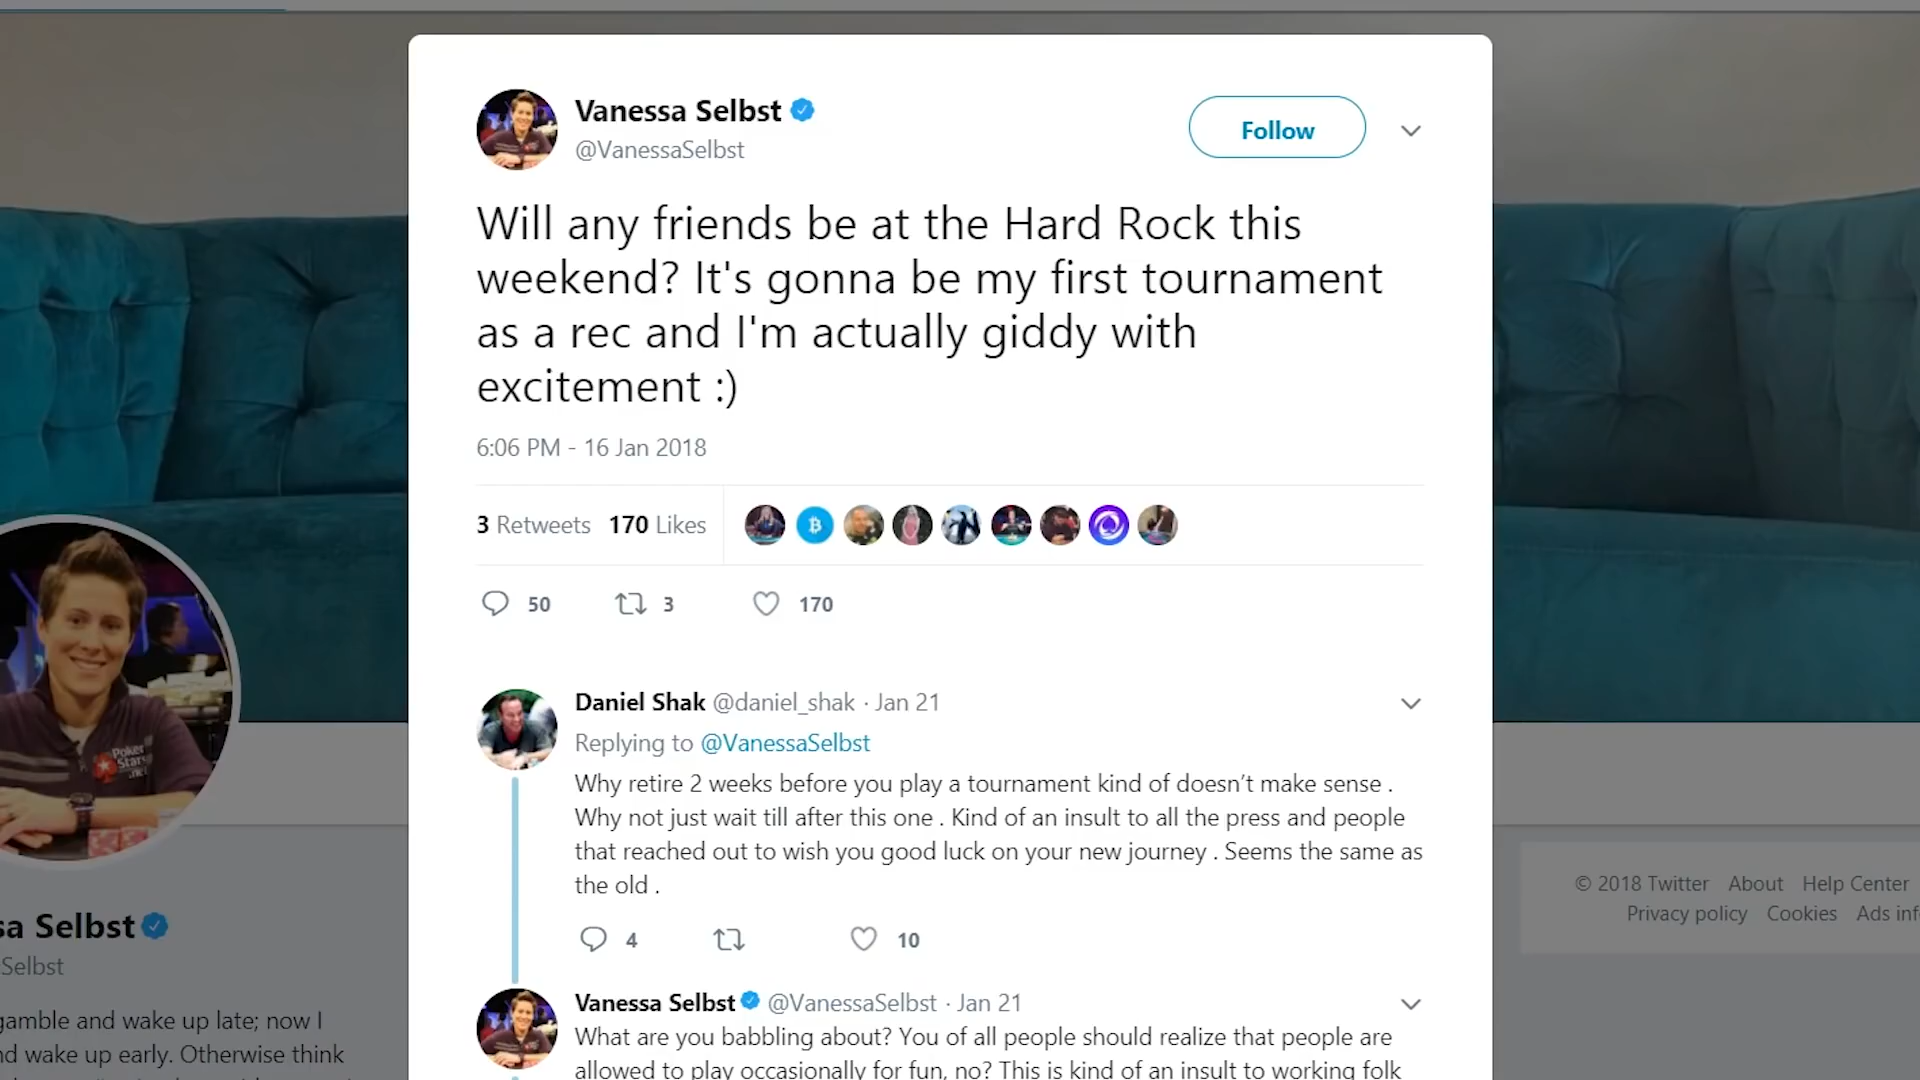 Vanessa Selbst
@VanessaSelbst
Follow
Will any friends be at the Hard Rock this
weekend? It's gonna be my first tournament
as a rec and I'm actually giddy with
excitement :)
6:06 PM - 16 Jan 2018
3 Retweets 170 Likes
50 3 170
Daniel Shak @daniel_shak · Jan 21
Replying to @VanessaSelbst
Why retire 2 weeks before you play a tournament kind of doesn’t make sense .
Why not just wait till after this one . Kind of an insult to all the press and people
that reached out to wish you good luck on your new journey . Seems the same as
the old .
4 10
Vanessa Selbst @VanessaSelbst · Jan 21
What are you babbling about? You of all people should realize that people are
allowed to play occasionally for fun, no? This is kind of an insult to working folk
Poker
Stars
.net
sa Selbst
Selbst
gamble and wake up late; now I
nd wake up early. Otherwise think
© 2018 Twitter About Help Center
Privacy policy Cookies Ads inf